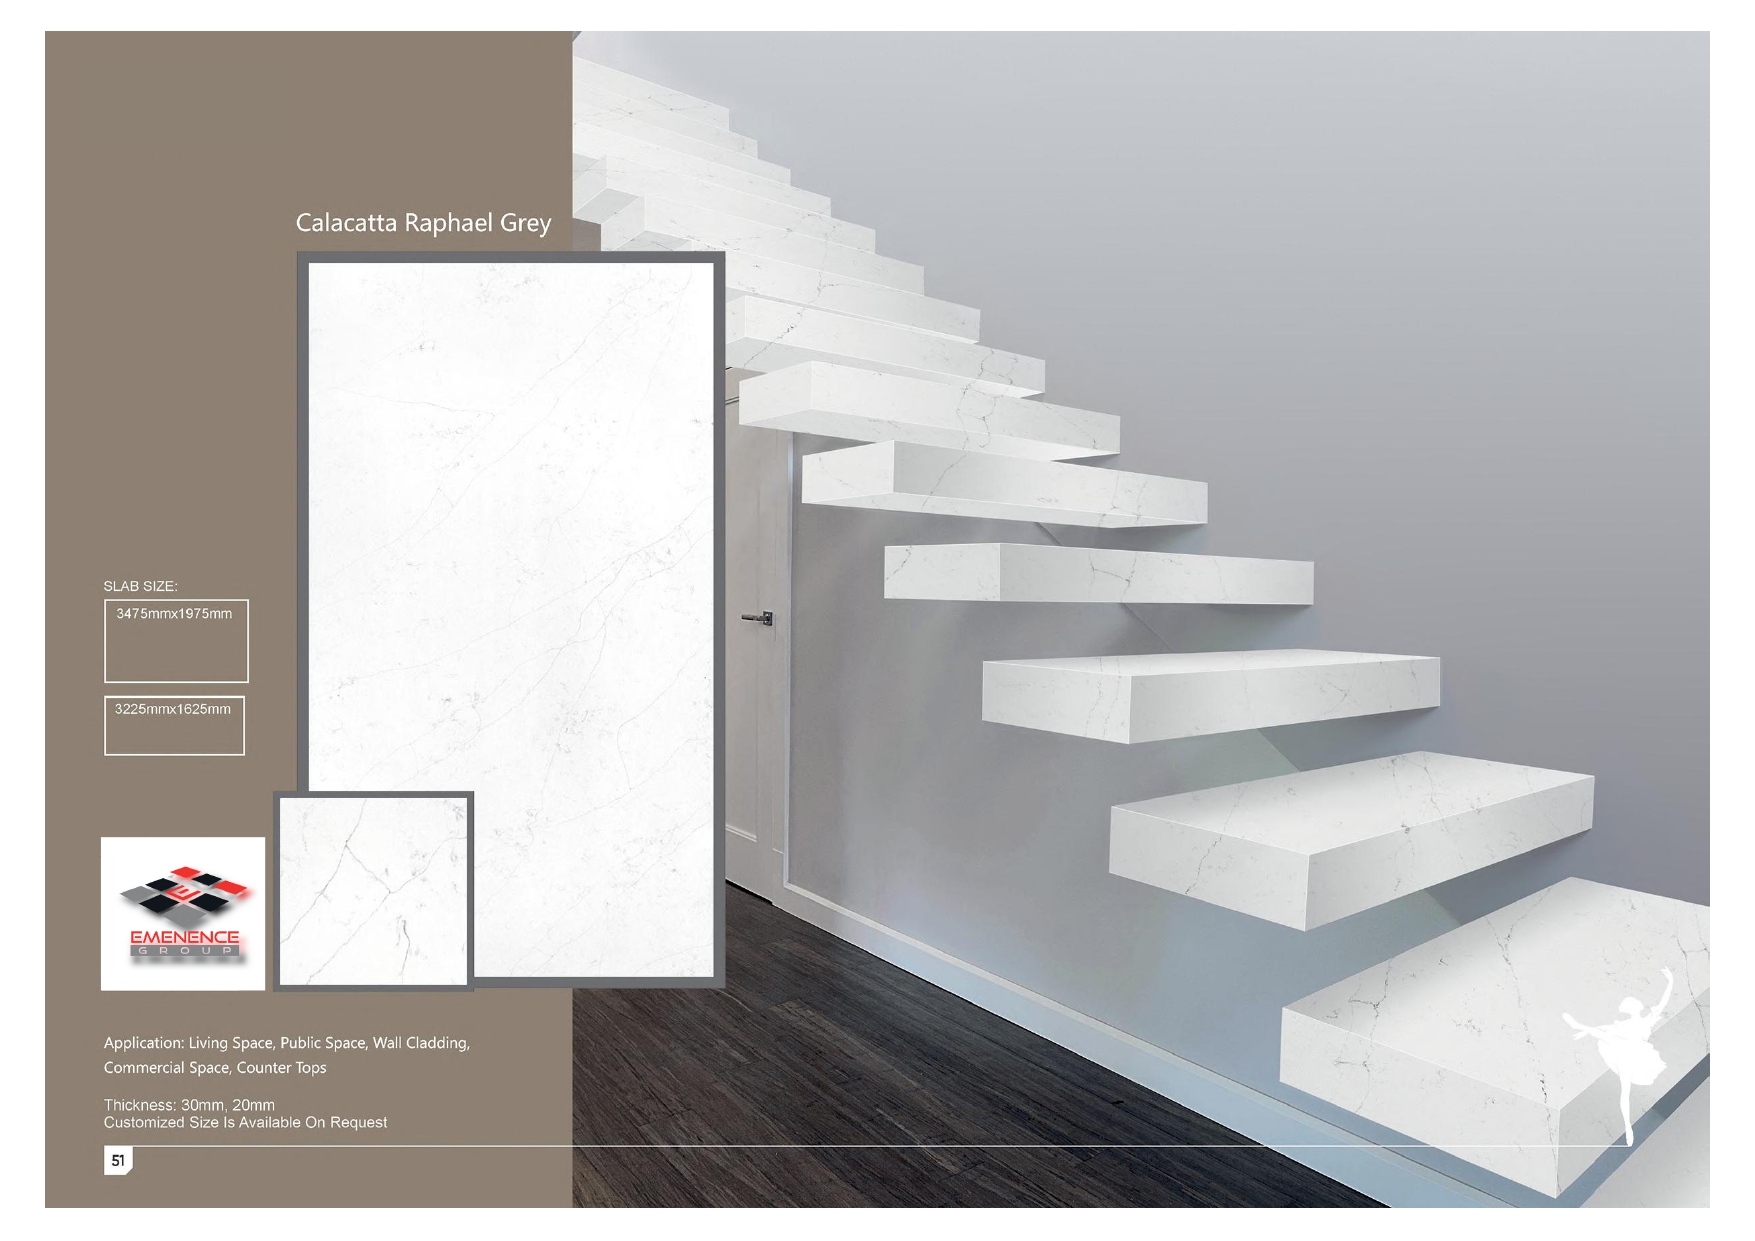 Calacatta Raphael Grey
SLAB SIZE:
3475mmx1975mm
3225mmx1625mm
E
EMENENCE
GROUP
Application: Living Space, Public Space, Wall Cladding,
Commercial Space, Counter Tops
Thickness: 30mm, 20mm
Customized Size Is Available On Request
51